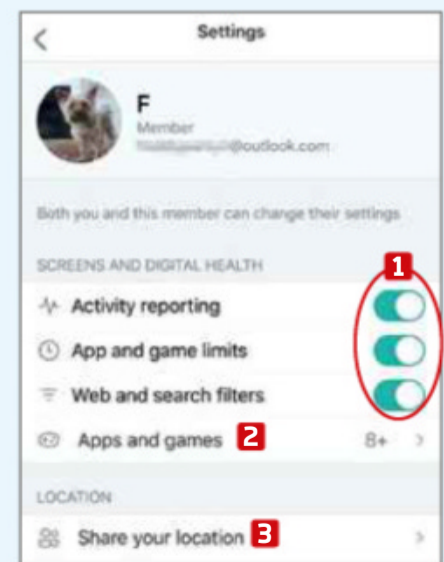 Settings
F
Member
@outlook.com
Both you and this member can change their settings
SCREENS AND DIGITAL HEALTH
1
Activity reporting
App and game limits
Web and search filters
Apps and games 2 8+
LOCATION
Share your location 3